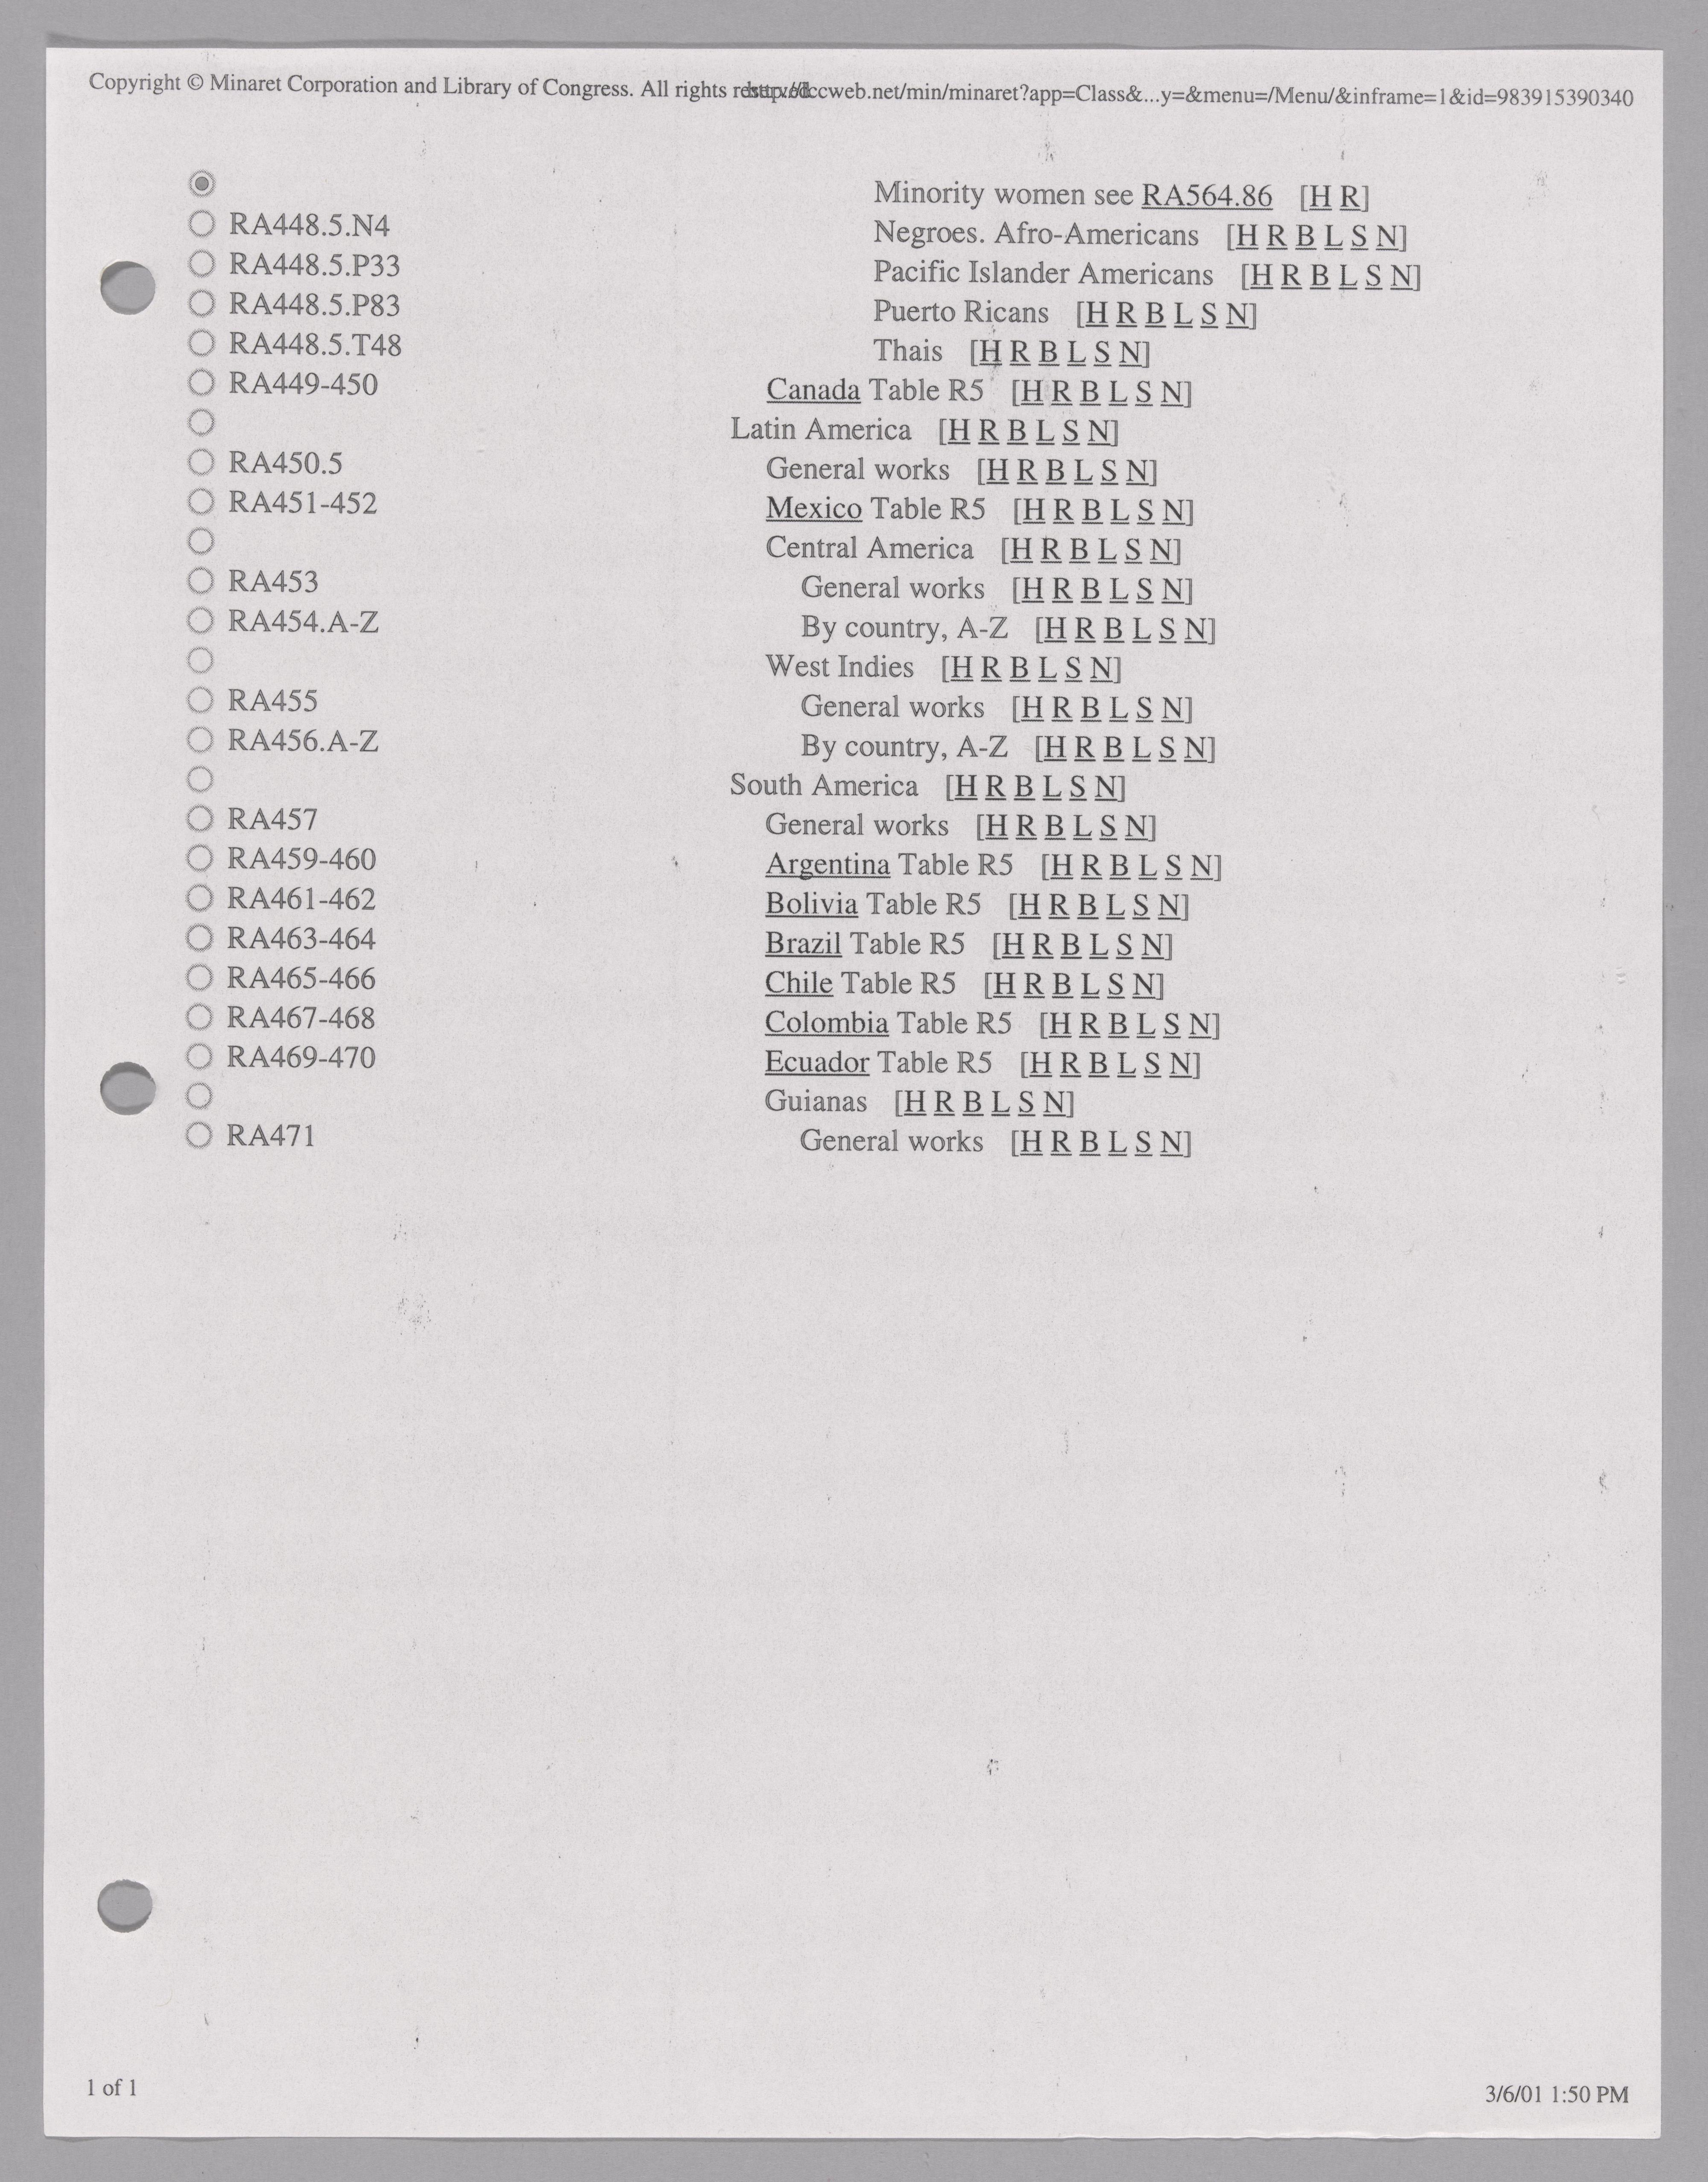 Copyright © Minaret Corporation and Library of Congress. All rights reserved. http://lccweb.net/min/minaret?app=Class&...y=&menu=/Menu/&inframe=1&id=983915390340
Minority women see RA564.86 [H R]
RA448.5.N4 Negroes. Afro-Americans [H R B L S N]
RA448.5.P33 Pacific Islander Americans [H R B L S N]
RA448.5.P83 Puerto Ricans [H R B L S N]
RA448.5.T48 Thais [H R B L S N]
RA449-450 Canada Table R5 [H R B L S N]
Latin America [H R B L S N]
RA450.5 General works [H R B L S N]
RA451-452 Mexico Table R5 [H R B L S N]
Central America [H R B L S N]
RA453 General works [H R B L S N]
RA454.A-Z By country, A-Z [H R B L S N]
West Indies [H R B L S N]
RA455 General works [H R B L S N]
RA456.A-Z By country, A-Z [H R B L S N]
South America [H R B L S N]
RA457 General works [H R B L S N]
RA459-460 Argentina Table R5 [H R B L S N]
RA461-462 Bolivia Table R5 [H R B L S N]
RA463-464 Brazil Table R5 [H R B L S N]
RA465-466 Chile Table R5 [H R B L S N]
RA467-468 Colombia Table R5 [H R B L S N]
RA469-470 Ecuador Table R5 [H R B L S N]
Guianas [H R B L S N]
RA471 General works [H R B L S N]
1 of 1 3/6/01 1:50 PM